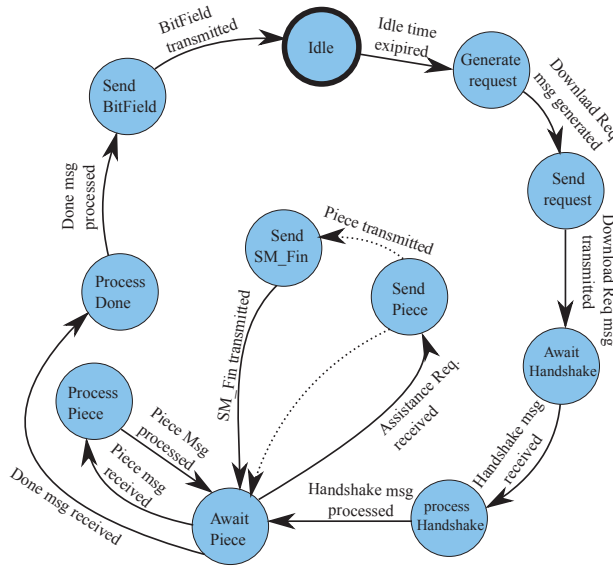 BitField
transmitted
Idle
Idle time
exipired
Generate
request
Downlaad Req
msg generated
Send
request
Download Req msg
transmitted
Await
Handshake
Handshake msg
received
process
Handshake
Handshake msg
processed
Await
Piece
Assistance Req.
received
Send
Piece
Piece transmitted
Send
SM_Fin
SM_Fin transmitted
Piece Msg
processed
Piece msg
received
Process
Piece
Done msg received
Process
Done
Done msg
processed
Send
BitField